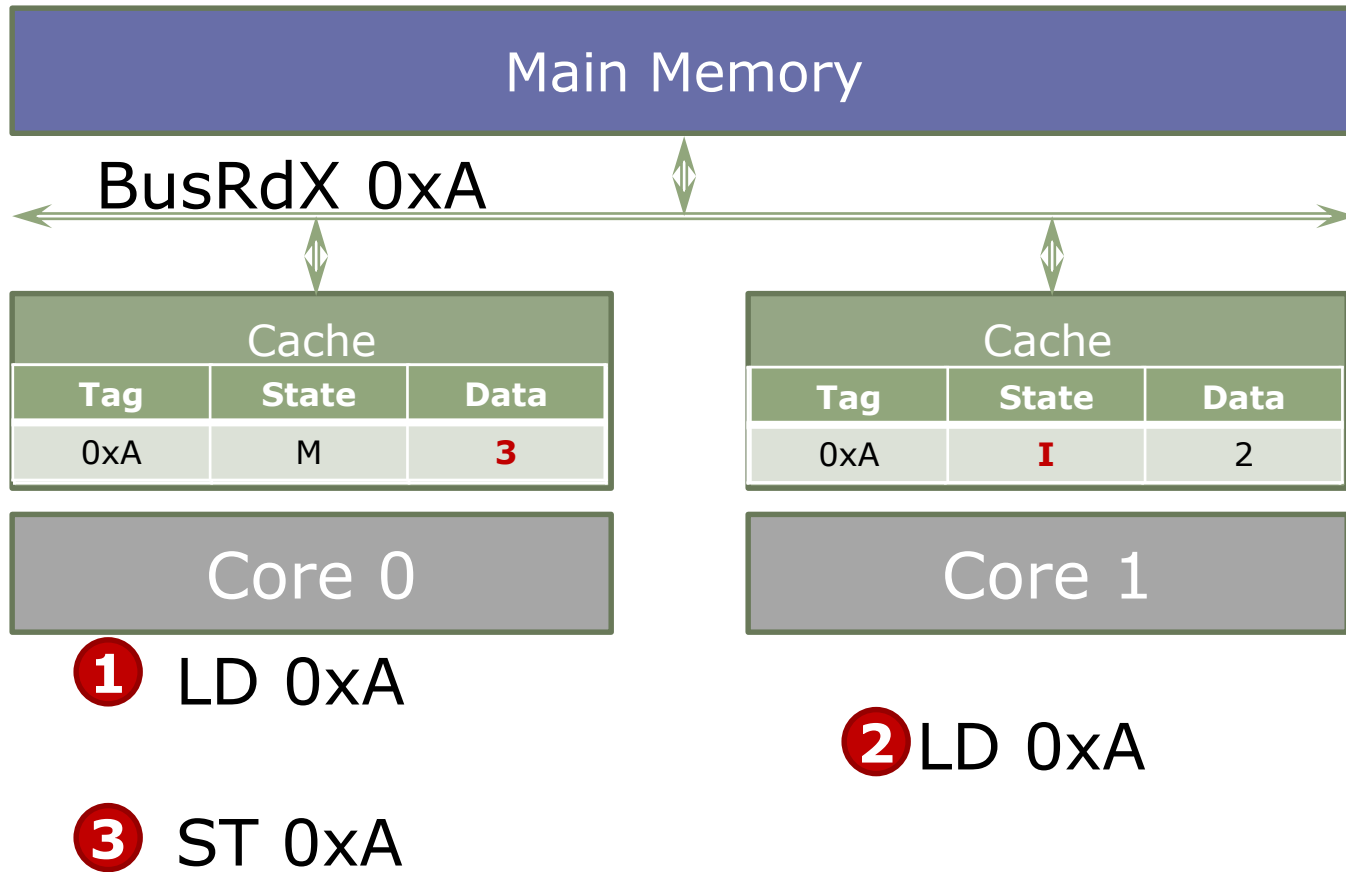 Main Memory
BusRdX 0xA
Cache
Tag State Data
0xA M 3
Cache
Tag State Data
0xA I 2
Core 0
Core 1
1 LD 0xA
2 LD 0xA
3 ST 0xA